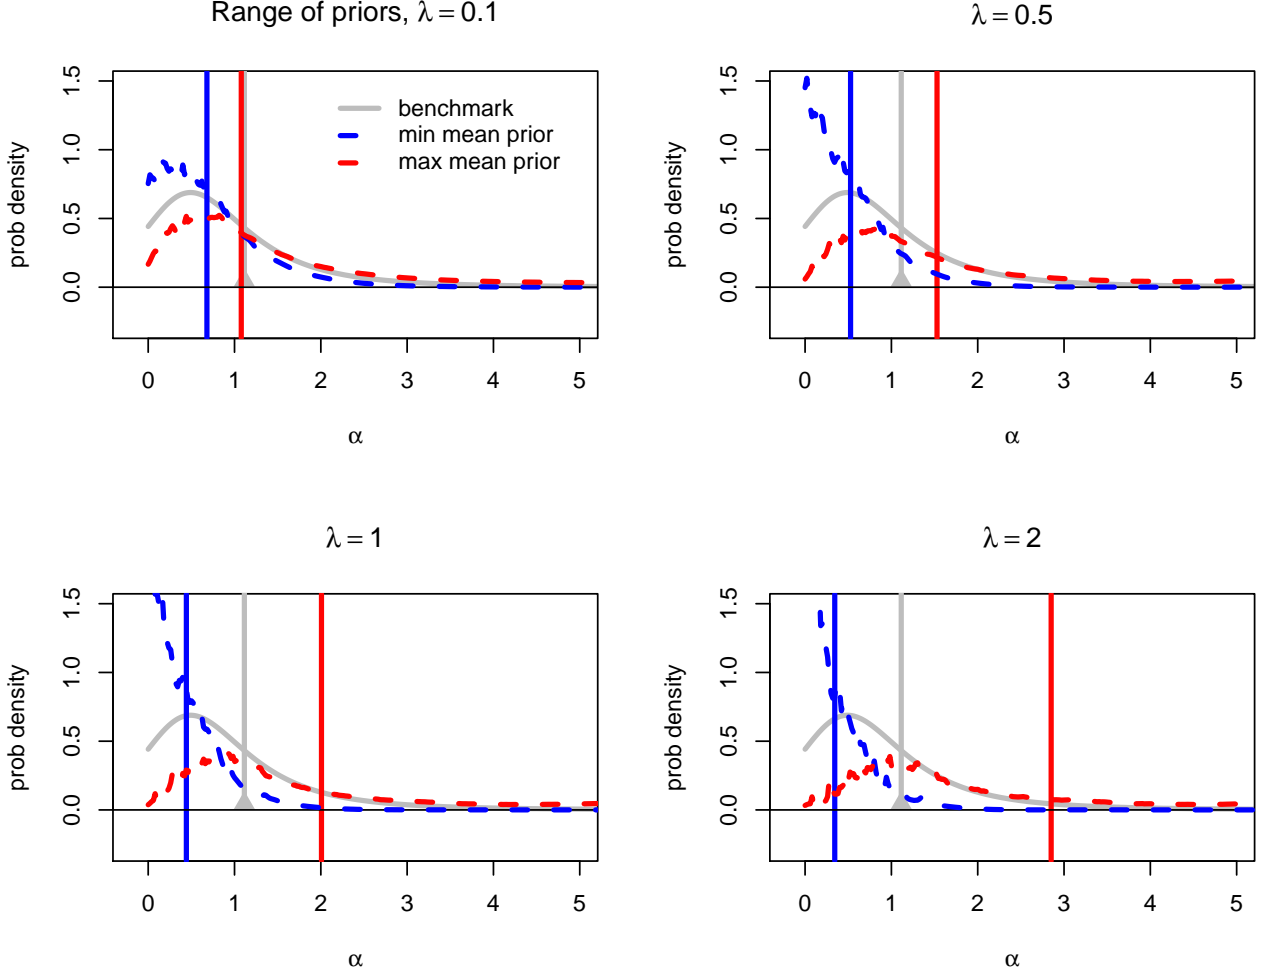 Range of priors, λ = 0.1
prob density
0.0 0.5 1.0 1.5
benchmark
min mean prior
max mean prior
0 1 2 3 4 5
α
λ = 0.5
prob density
0.0 0.5 1.0 1.5
0 1 2 3 4 5
α
λ = 1
prob density
0.0 0.5 1.0 1.5
0 1 2 3 4 5
α
λ = 2
prob density
0.0 0.5 1.0 1.5
0 1 2 3 4 5
α